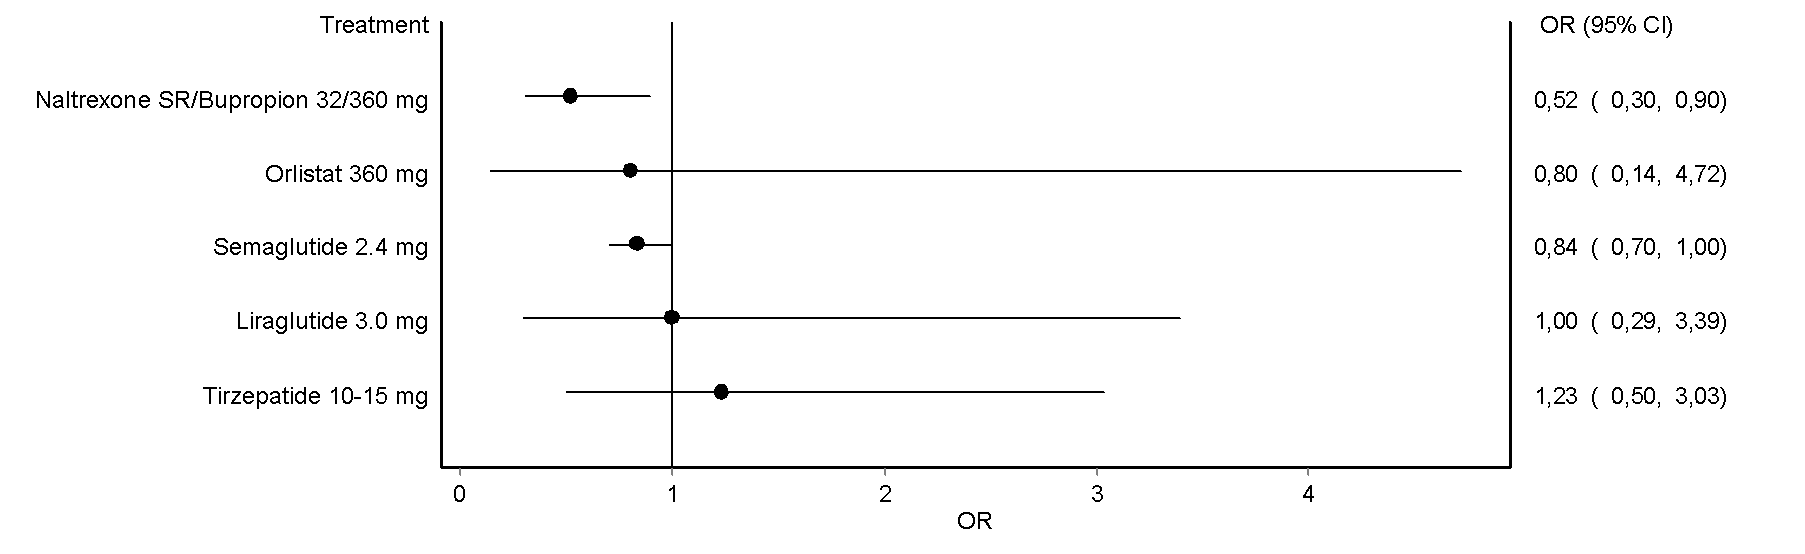 Treatment OR (95% CI)
Naltrexone SR/Bupropion 32/360 mg 0,52 ( 0,30, 0,90)
Orlistat 360 mg 0,80 ( 0,14, 4,72)
Semaglutide 2.4 mg 0,84 ( 0,70, 1,00)
Liraglutide 3.0 mg 1,00 ( 0,29, 3,39)
Tirzepatide 10-15 mg 1,23 ( 0,50, 3,03)
0 1 2 3 4
OR